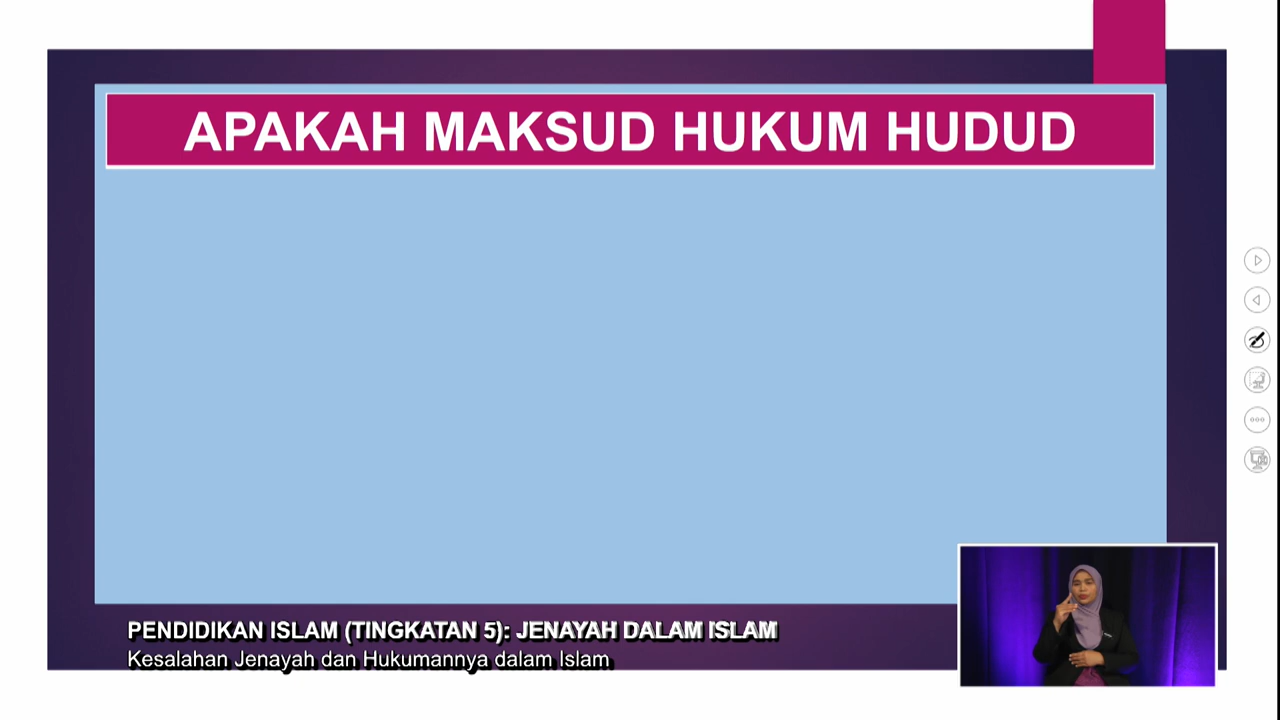 APAKAH MAKSUD HUKUM HUDUD
PENDIDIKAN ISLAM (TINGKATAN 5): JENAYAH DALAM ISLAM
Kesalahan Jenayah dan Hukumannya dalam Islam